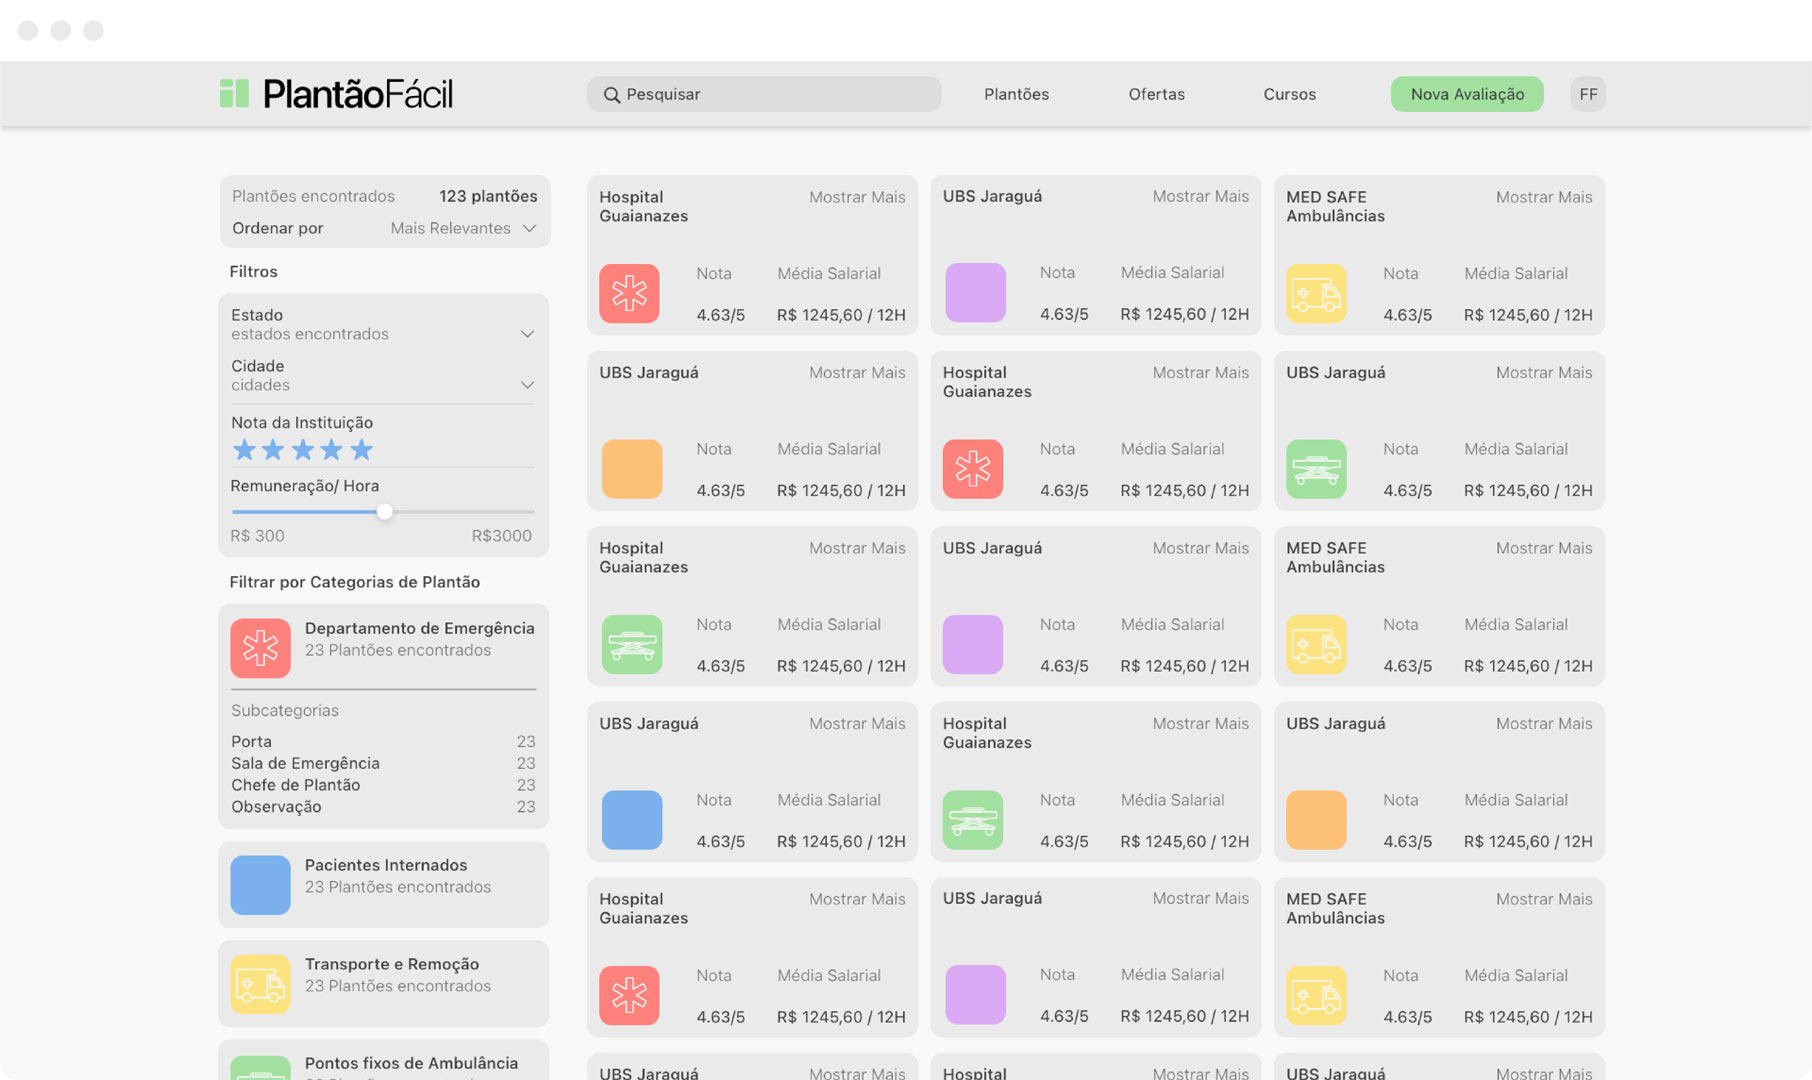 PlantãoFácil
Pesquisar
Plantões
Ofertas
Cursos
Nova Avaliação
FF
Plantões encontrados 123 plantões
Ordenar por Mais Relevantes
Filtros
Estado
estados encontrados
Cidade
cidades
Nota da Instituição
Remuneração/ Hora
R$ 300 R$3000
Filtrar por Categorias de Plantão
Departamento de Emergência
23 Plantões encontrados
Subcategorias
Porta 23
Sala de Emergência 23
Chefe de Plantão 23
Observação 23
Pacientes Internados
23 Plantões encontrados
Transporte e Remoção
23 Plantões encontrados
Pontos fixos de Ambulância
Hospital Mostrar Mais
Guaianazes
Nota Média Salarial
4.63/5 R$ 1245,60 / 12H
UBS Jaraguá Mostrar Mais
Nota Média Salarial
4.63/5 R$ 1245,60 / 12H
MED SAFE Mostrar Mais
Ambulâncias
Nota Média Salarial
4.63/5 R$ 1245,60 / 12H
UBS Jaraguá Mostrar Mais
Nota Média Salarial
4.63/5 R$ 1245,60 / 12H
Hospital Mostrar Mais
Guaianazes
Nota Média Salarial
4.63/5 R$ 1245,60 / 12H
UBS Jaraguá Mostrar Mais
Nota Média Salarial
4.63/5 R$ 1245,60 / 12H
Hospital Mostrar Mais
Guaianazes
Nota Média Salarial
4.63/5 R$ 1245,60 / 12H
UBS Jaraguá Mostrar Mais
Nota Média Salarial
4.63/5 R$ 1245,60 / 12H
MED SAFE Mostrar Mais
Ambulâncias
Nota Média Salarial
4.63/5 R$ 1245,60 / 12H
UBS Jaraguá Mostrar Mais
Nota Média Salarial
4.63/5 R$ 1245,60 / 12H
Hospital Mostrar Mais
Guaianazes
Nota Média Salarial
4.63/5 R$ 1245,60 / 12H
UBS Jaraguá Mostrar Mais
Nota Média Salarial
4.63/5 R$ 1245,60 / 12H
Hospital Mostrar Mais
Guaianazes
Nota Média Salarial
4.63/5 R$ 1245,60 / 12H
UBS Jaraguá Mostrar Mais
Nota Média Salarial
4.63/5 R$ 1245,60 / 12H
MED SAFE Mostrar Mais
Ambulâncias
Nota Média Salarial
4.63/5 R$ 1245,60 / 12H
UBS Jaraguá Mostrar Mais
Hospital Mostrar Mais
UBS Jaraguá Mostrar Mais